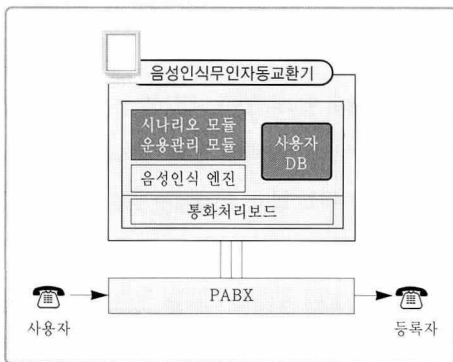 음성인식무인자동교환기
시나리오 모듈
운용관리 모듈
사용자
DB
음성인식 엔진
통화처리보드
PABX
사용자
등록자